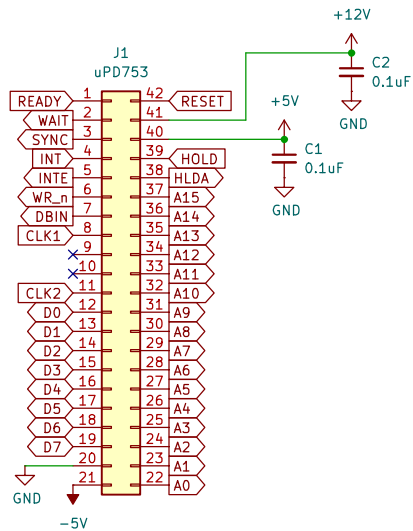 +12V
C2
0.1uF
GND
J1
uPD753
+5V
C1
0.1uF
GND
READY 1 42 RESET
WAIT 2 41
SYNC 3 40
INT 4 39 HOLD
INTE 5 38 HLDA
WR_n 6 37 A15
DBIN 7 36 A14
CLK1 8 35 A13
9 34 A12
10 33 A11
CLK2 11 32 A10
D0 12 31 A9
D1 13 30 A8
D2 14 29 A7
D3 15 28 A6
D4 16 27 A5
D5 17 26 A4
D6 18 25 A3
D7 19 24 A2
20 23 A1
GND
21 22 A0
-5V